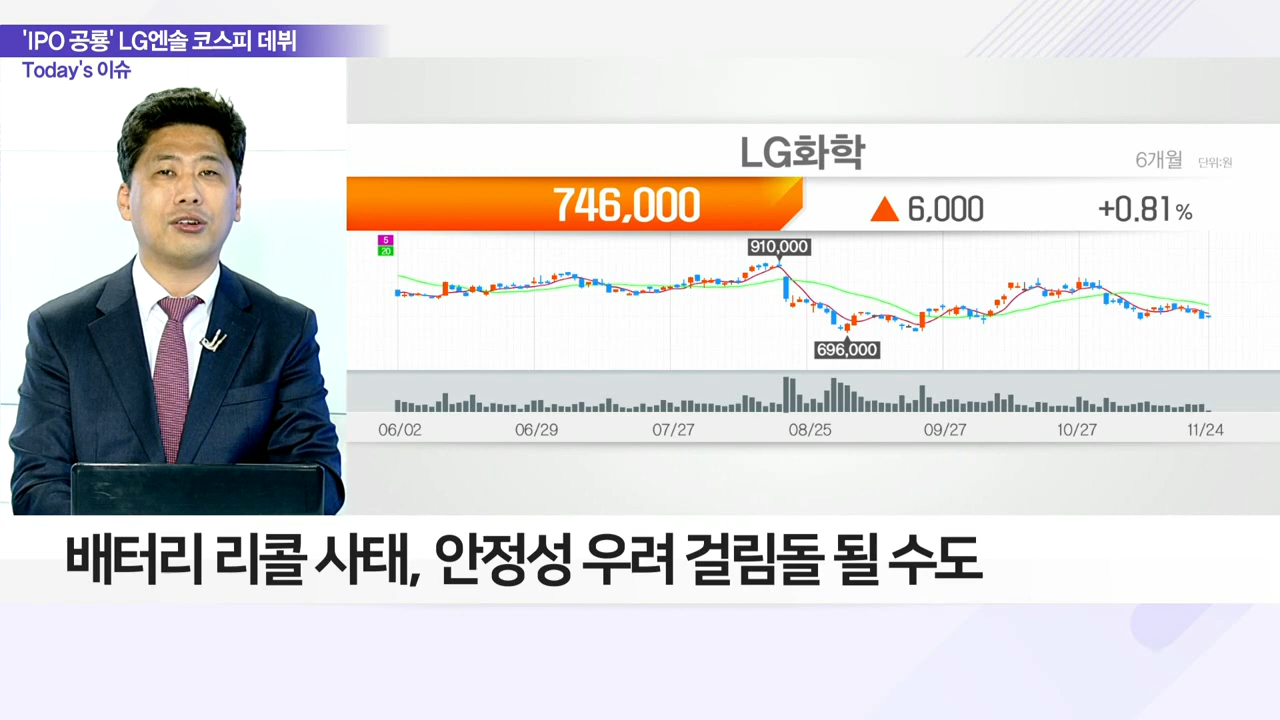 'IPO 공룡' LG엔솔 코스피 데뷔
Today's 이슈
LG화학
6개월 단위:원
746,000 ▲ 6,000 +0.81%
5
20
910,000
696,000
06/02 06/29 07/27 08/25 09/27 10/27 11/24
배터리 리콜 사태, 안정성 우려 걸림돌 될 수도